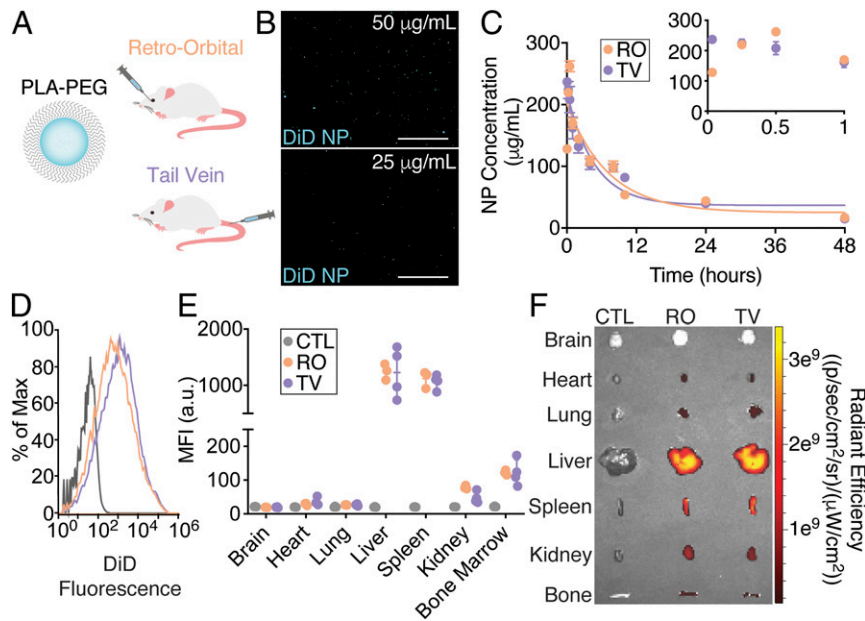 A
Retro-Orbital
PLA-PEG
Tail Vein
B
50 μg/mL
DiD NP
25 μg/mL
DiD NP
C
NP Concentration
(μg/mL)
300
200
100
0
0
12
24
36
48
Time (hours)
RO
TV
300
200
100
0
0
0.5
1
D
% of Max
100
80
60
40
20
0
10⁰ 10² 10⁴ 10⁶
DiD
Fluorescence
E
MFI (a.u.)
2000
1000
200
100
0
CTL
RO
TV
Brain
Heart
Lung
Liver
Spleen
Kidney
Bone Marrow
F
CTL RO TV
Brain
Heart
Lung
Liver
Spleen
Kidney
Bone
3e⁹
2e⁹
1e⁹
Radiant Efficiency
((p/sec/cm²/sr)/(μW/cm²))